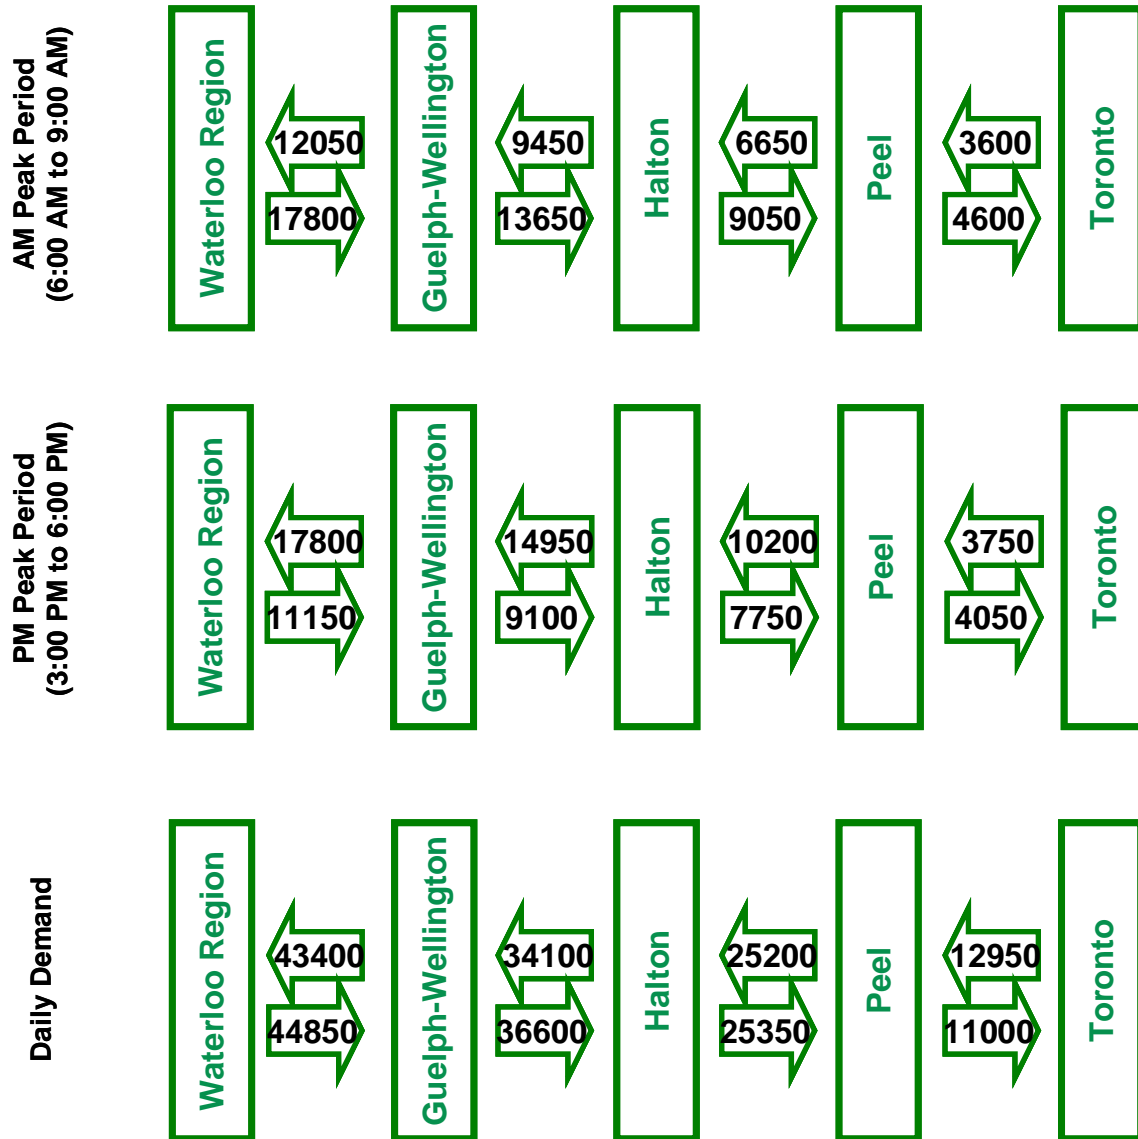 AM Peak Period
(6:00 AM to 9:00 AM)
Waterloo Region
12050
17800
Guelph-Wellington
9450
13650
Halton
6650
9050
Peel
3600
4600
Toronto
PM Peak Period
(3:00 PM to 6:00 PM)
Waterloo Region
17800
11150
Guelph-Wellington
14950
9100
Halton
10200
7750
Peel
3750
4050
Toronto
Daily Demand
Waterloo Region
43400
44850
Guelph-Wellington
34100
36600
Halton
25200
25350
Peel
12950
11000
Toronto